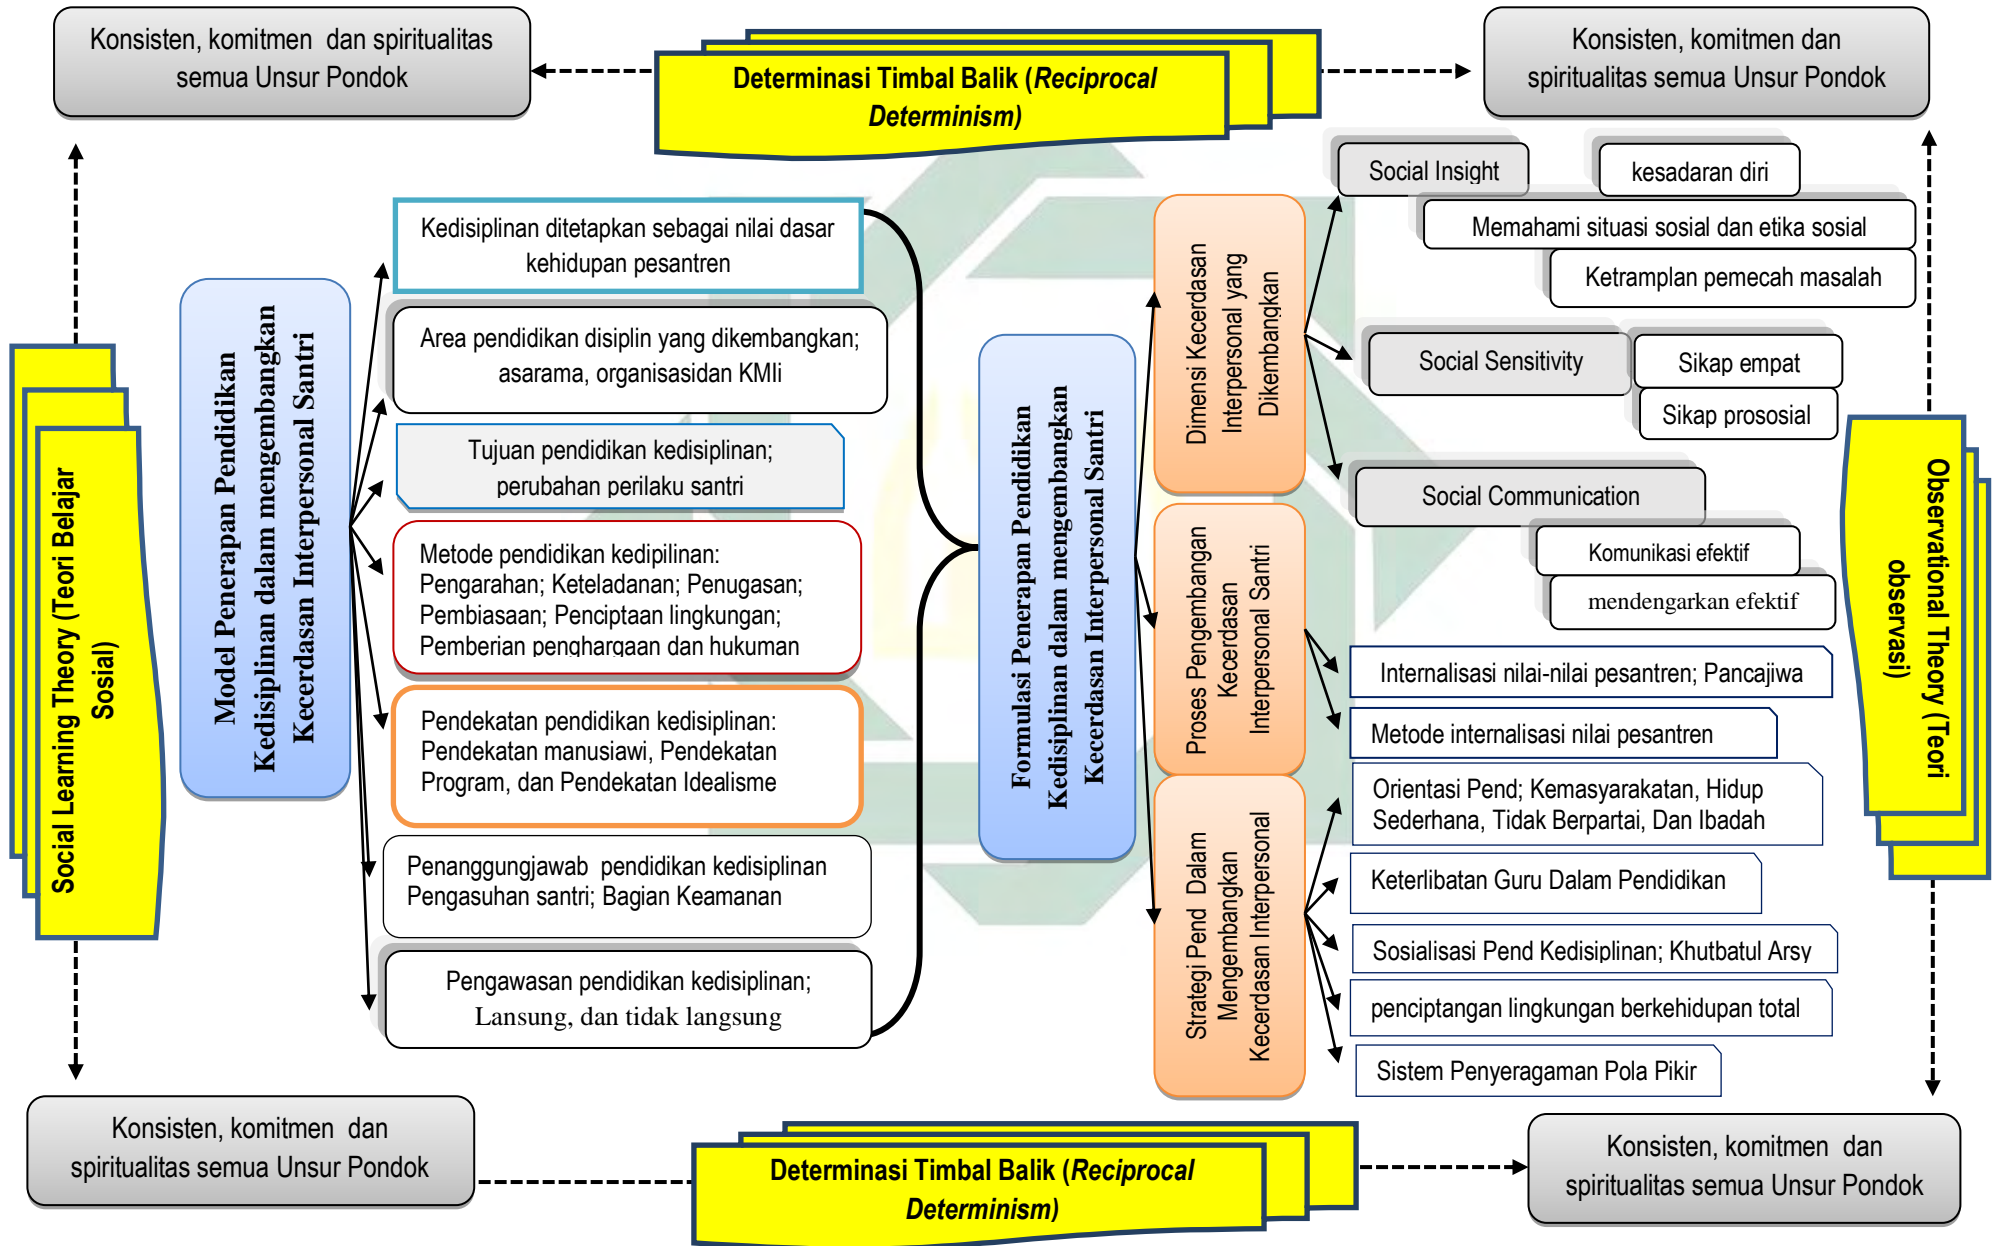 Konsisten, komitmen dan spiritualitas
semua Unsur Pondok
Determinasi Timbal Balik (Reciprocal
Determinism)
Konsisten, komitmen dan
spiritualitas semua Unsur Pondok
Social Learning Theory (Teori Belajar
Sosial)
Model Penerapan Pendidikan
Kedisiplinan dalam mengembangkan
Kecerdasan Interpersonal Santri
Kedisiplinan ditetapkan sebagai nilai dasar
kehidupan pesantren
Area pendidikan disiplin yang dikembangkan;
asarama, organisasidan KMIi
Tujuan pendidikan kedisiplinan;
perubahan perilaku santri
Metode pendidikan kedipilinan:
Pengarahan; Keteladanan; Penugasan;
Pembiasaan; Penciptaan lingkungan;
Pemberian penghargaan dan hukuman
Pendekatan pendidikan kedisiplinan:
Pendekatan manusiawi, Pendekatan
Program, dan Pendekatan Idealisme
Penanggungjawab pendidikan kedisiplinan
Pengasuhan santri; Bagian Keamanan
Pengawasan pendidikan kedisiplinan;
Lansung, dan tidak langsung
Formulasi Penerapan Pendidikan
Kedisiplinan dalam mengembangkan
Kecerdasan Interpersonal Santri
Dimensi Kecerdasan
Interpersonal yang
Dikembangkan
Social Insight
kesadaran diri
Memahami situasi sosial dan etika sosial
Ketramplan pemecah masalah
Social Sensitivity
Sikap empat
Sikap prososial
Social Communication
Komunikasi efektif
mendengarkan efektif
Proses Pengembangan
Kecerdasan
Interpersonal Santri
Internalisasi nilai-nilai pesantren; Pancajiwa
Metode internalisasi nilai pesantren
Strategi Pend Dalam
Mengembangkan
Kecerdasan Interpersonal
Orientasi Pend; Kemasyarakatan, Hidup
Sederhana, Tidak Berpartai, Dan Ibadah
Keterlibatan Guru Dalam Pendidikan
Sosialisasi Pend Kedisiplinan; Khutbatul Arsy
penciptangan lingkungan berkehidupan total
Sistem Penyeragaman Pola Pikir
Observational Theory (Teori
observasi)
Konsisten, komitmen dan
spiritualitas semua Unsur Pondok
Determinasi Timbal Balik (Reciprocal
Determinism)
Konsisten, komitmen dan
spiritualitas semua Unsur Pondok